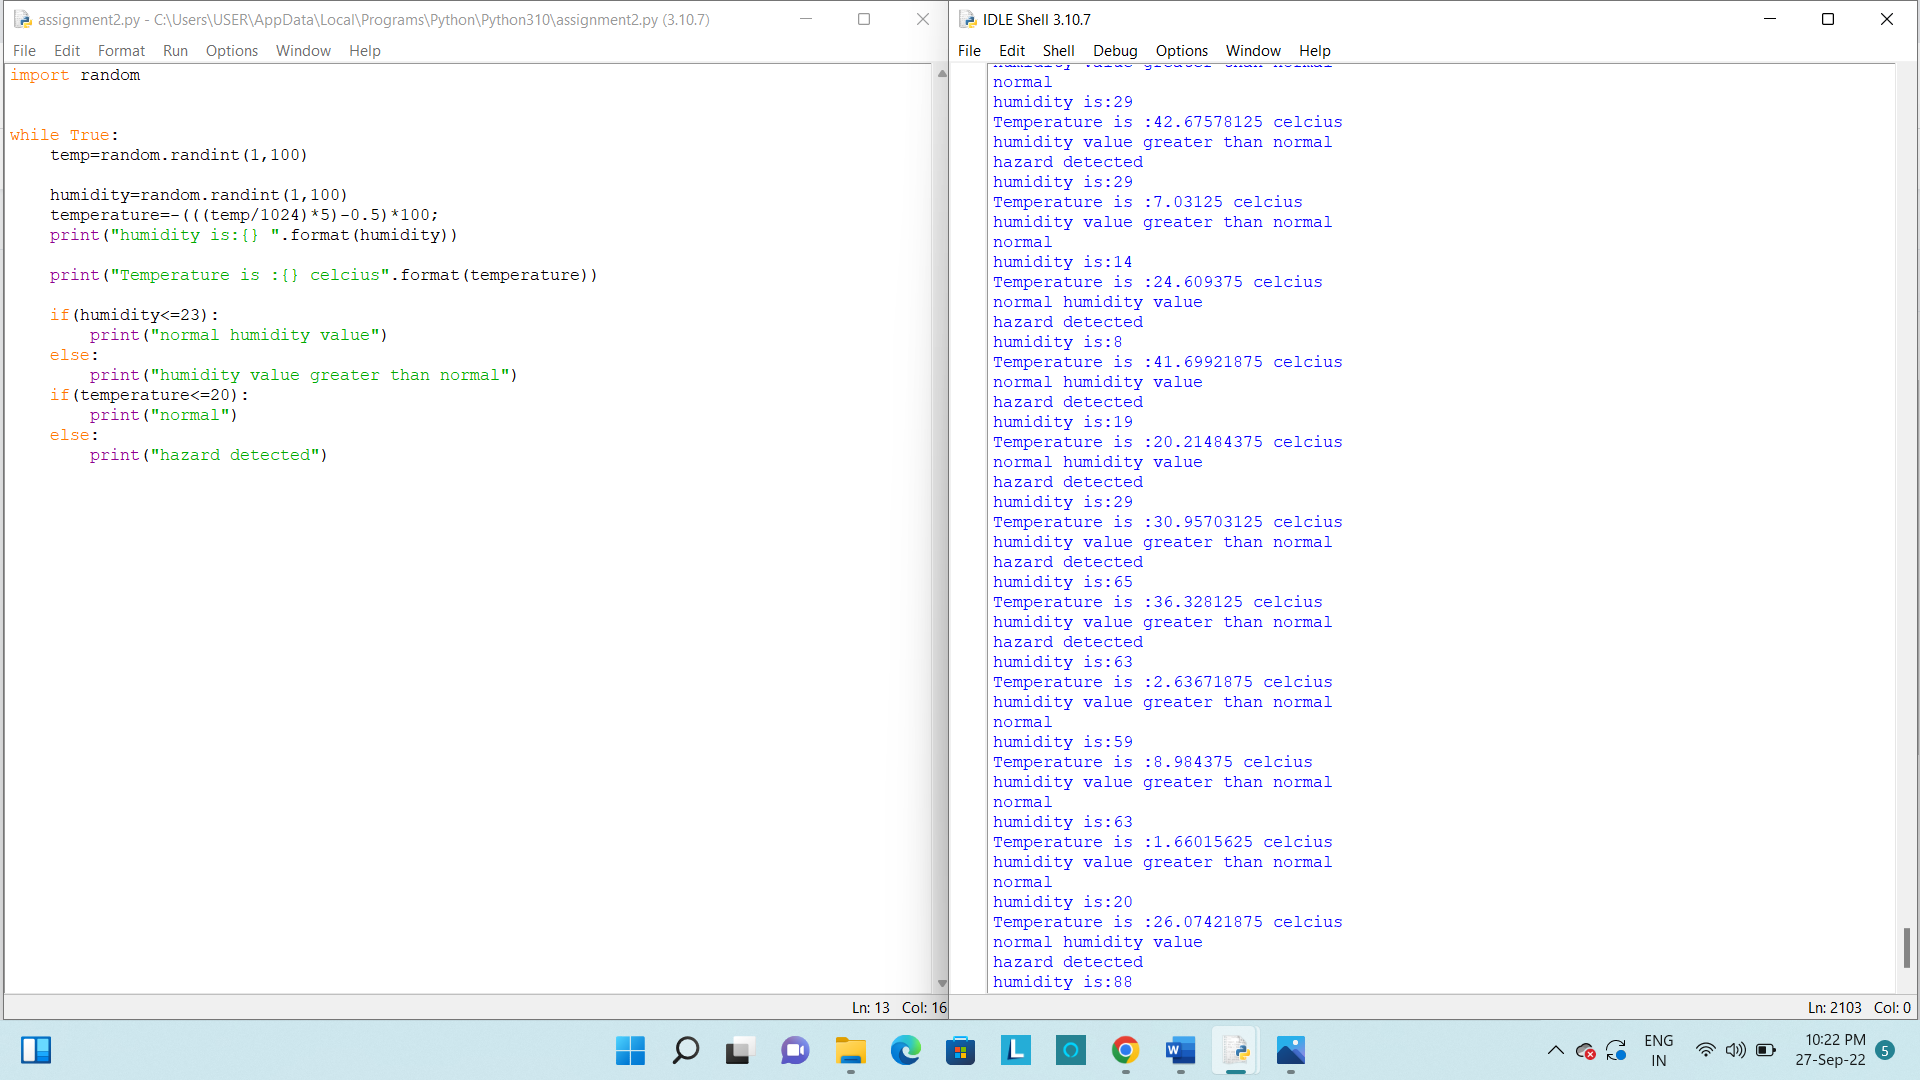 assignment2.py - C:\Users\USER\AppData\Local\Programs\Python\Python310\assignment2.py (3.10.7)
File Edit Format Run Options Window Help
import random
while True:
    temp=random.randint(1,100)
    humidity=random.randint(1,100)
    temperature=-(((temp/1024)*5)-0.5)*100;
    print("humidity is:{} ".format(humidity))
    print("Temperature is :{} celcius".format(temperature))
    if(humidity<=23):
        print("normal humidity value")
    else:
        print("humidity value greater than normal")
    if(temperature<=20):
        print("normal")
    else:
        print("hazard detected")
Ln: 13 Col: 16
IDLE Shell 3.10.7
File Edit Shell Debug Options Window Help
humidity value greater than normal
normal
humidity is:29
Temperature is :42.67578125 celcius
humidity value greater than normal
hazard detected
humidity is:29
Temperature is :7.03125 celcius
humidity value greater than normal
normal
humidity is:14
Temperature is :24.609375 celcius
normal humidity value
hazard detected
humidity is:8
Temperature is :41.69921875 celcius
normal humidity value
hazard detected
humidity is:19
Temperature is :20.21484375 celcius
normal humidity value
hazard detected
humidity is:29
Temperature is :30.95703125 celcius
humidity value greater than normal
hazard detected
humidity is:65
Temperature is :36.328125 celcius
humidity value greater than normal
hazard detected
humidity is:63
Temperature is :2.63671875 celcius
humidity value greater than normal
normal
humidity is:59
Temperature is :8.984375 celcius
humidity value greater than normal
normal
humidity is:63
Temperature is :1.66015625 celcius
humidity value greater than normal
normal
humidity is:20
Temperature is :26.07421875 celcius
normal humidity value
hazard detected
humidity is:88
Ln: 2103 Col: 0
L
W
ENG
IN
10:22 PM
27-Sep-22
5